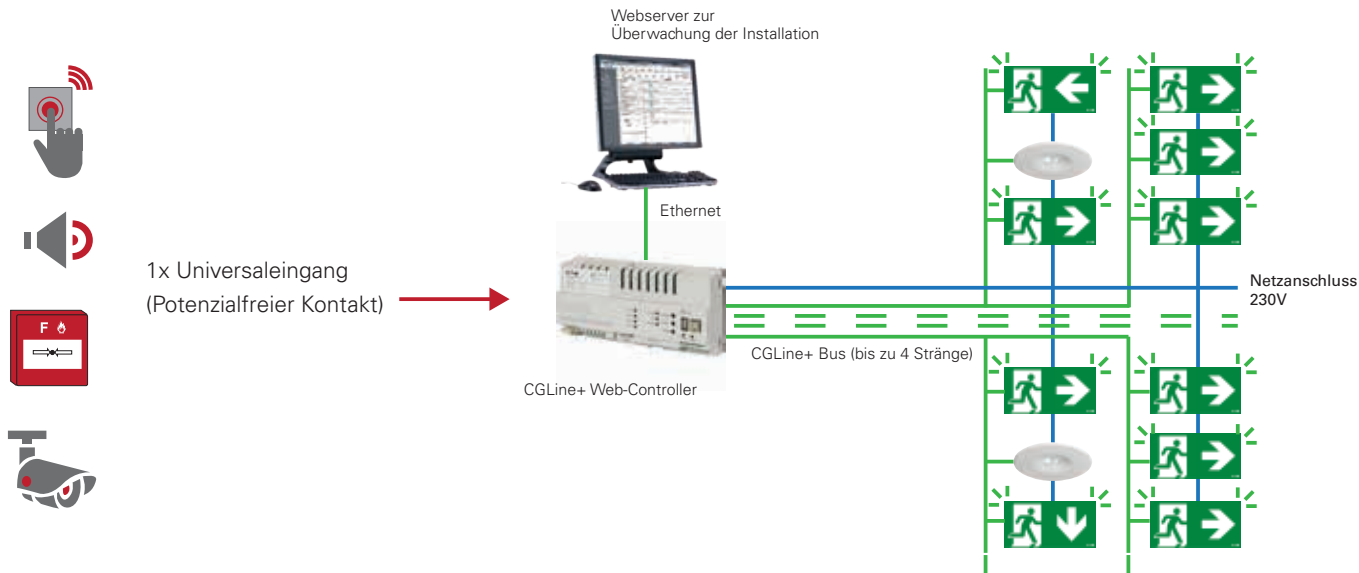 Webserver zur
Überwachung der Installation
Ethernet
1x Universaleingang
(Potenzialfreier Kontakt)
F
Netzanschluss
230V
CGLine+ Bus (bis zu 4 Stränge)
CGLine+ Web-Controller